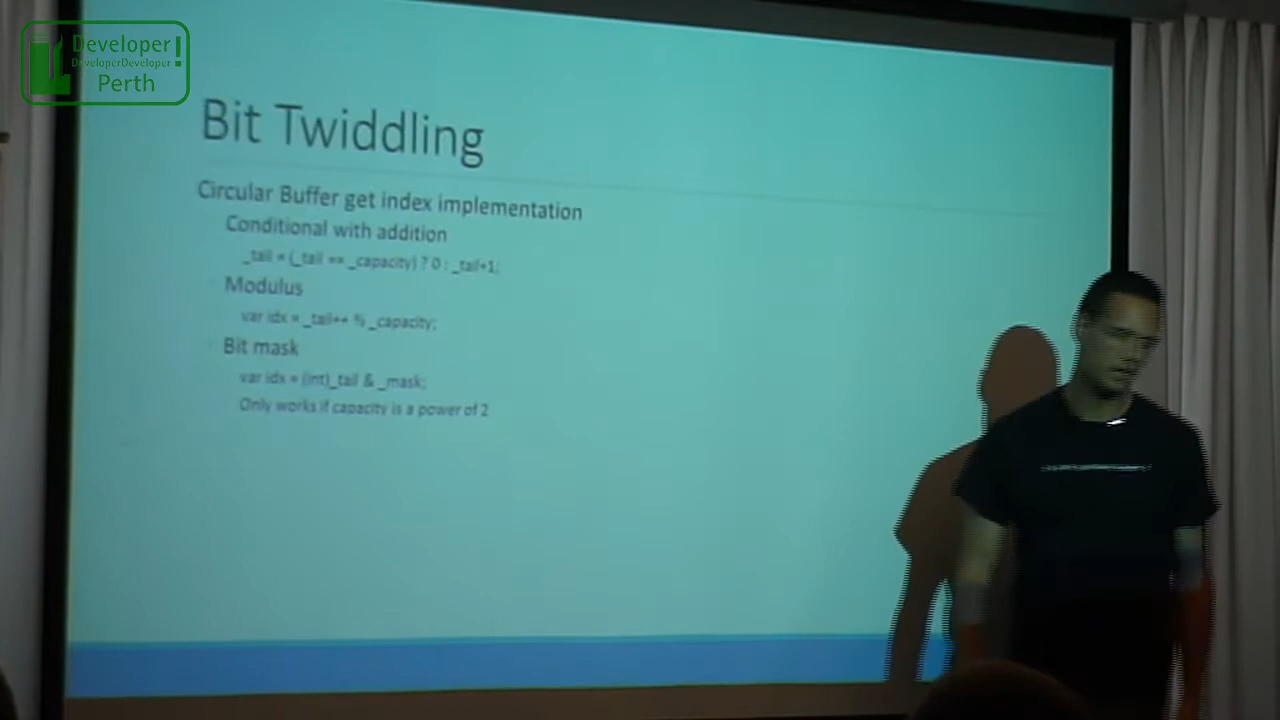 Developer!
DeveloperDeveloper
Perth
Bit Twiddling
Circular Buffer get index implementation
Conditional with addition
_tail = (_tail == _capacity) ? 0 : _tail+1;
Modulus
var idx = _tail++ % _capacity;
Bit mask
var idx = (int)_tail & _mask;
Only works if capacity is a power of 2